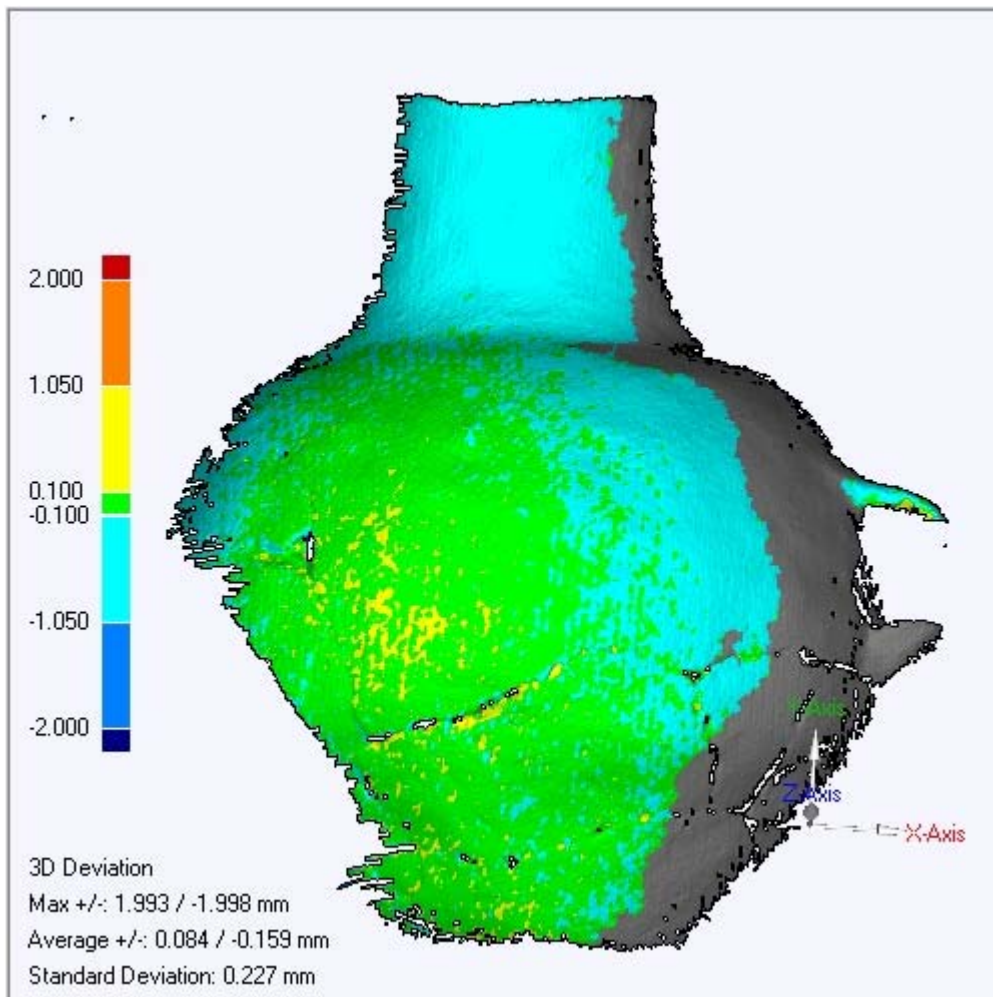 2.000
1.050
0.100
-0.100
-1.050
-2.000
Y-Axis
Z-Axis
X-Axis
3D Deviation
Max +/-: 1.993 / -1.998 mm
Average +/-: 0.084 / -0.159 mm
Standard Deviation: 0.227 mm